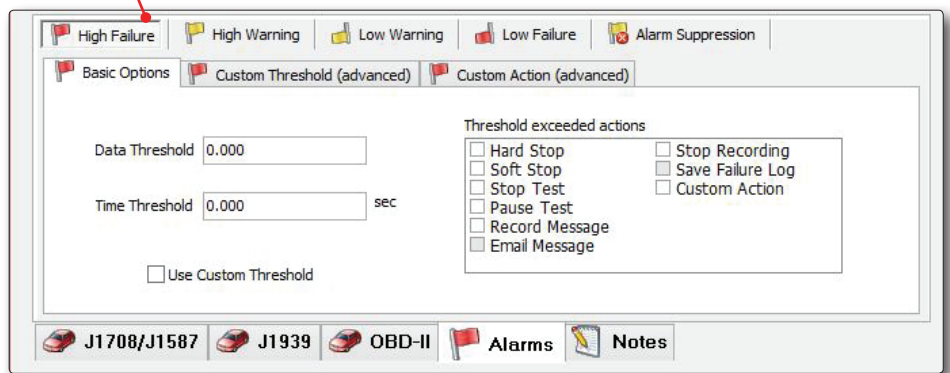 High Failure
High Warning
Low Warning
Low Failure
Alarm Suppression
Basic Options
Custom Threshold (advanced)
Custom Action (advanced)
Data Threshold 0.000
Time Threshold 0.000 sec
Use Custom Threshold
Threshold exceeded actions
Hard Stop
Soft Stop
Stop Test
Pause Test
Record Message
Email Message
Stop Recording
Save Failure Log
Custom Action
J1708/J1587
J1939
OBD-II
Alarms
Notes